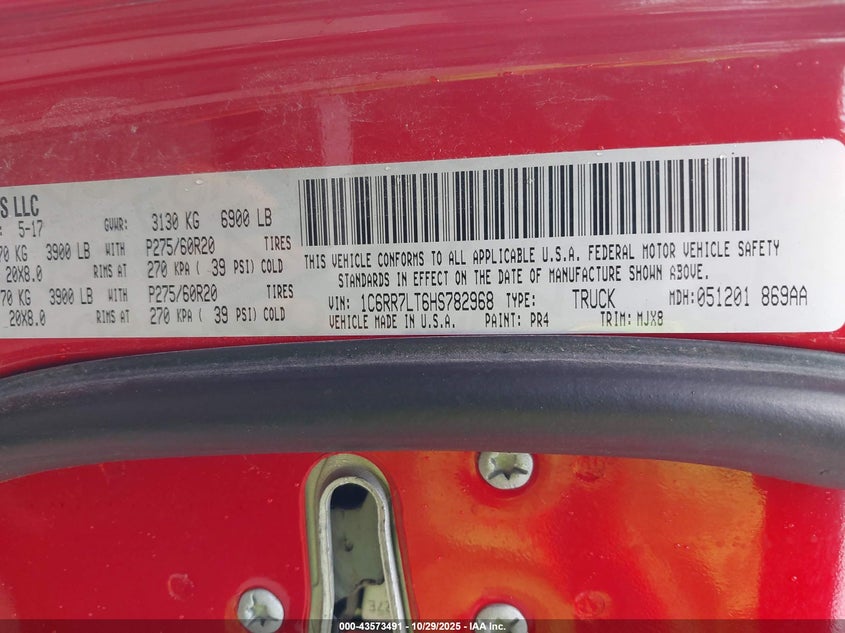 S LLC
5-17 GVWR: 3130 KG 6900 LB
70 KG 3900 LB WITH P275/60R20 TIRES
20X8.0 RIMS AT 270 KPA ( 39 PSI) COLD
70 KG 3900 LB WITH P275/60R20 TIRES
20X8.0 RIMS AT 270 KPA ( 39 PSI) COLD
THIS VEHICLE CONFORMS TO ALL APPLICABLE U.S.A. FEDERAL MOTOR VEHICLE SAFETY
STANDARDS IN EFFECT ON THE DATE OF MANUFACTURE SHOWN ABOVE.
VIN: 1C6RR7LT6HS782968 TYPE: TRUCK MDH:051201 869AA
VEHICLE MADE IN U.S.A. PAINT: PR4 TRIM: MJX8
000-43573491 - 10/29/2025 - IAA Inc.